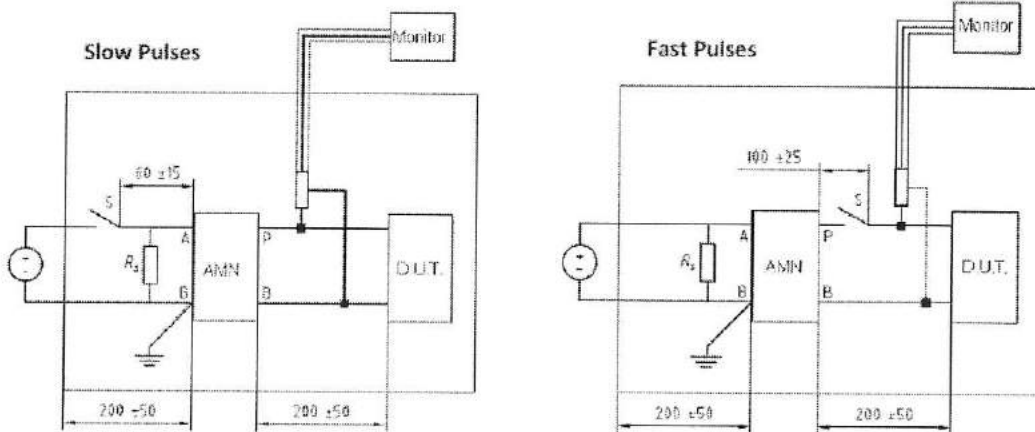 Slow Pulses
Monitor
60 ±15
S
A
P
Rs
AMN
D.U.T.
B
B
200 ±50
200 ±50
Fast Pulses
Monitor
100 ±25
S
A
P
Rs
AMN
D.U.T.
B
B
200 ±50
200 ±50